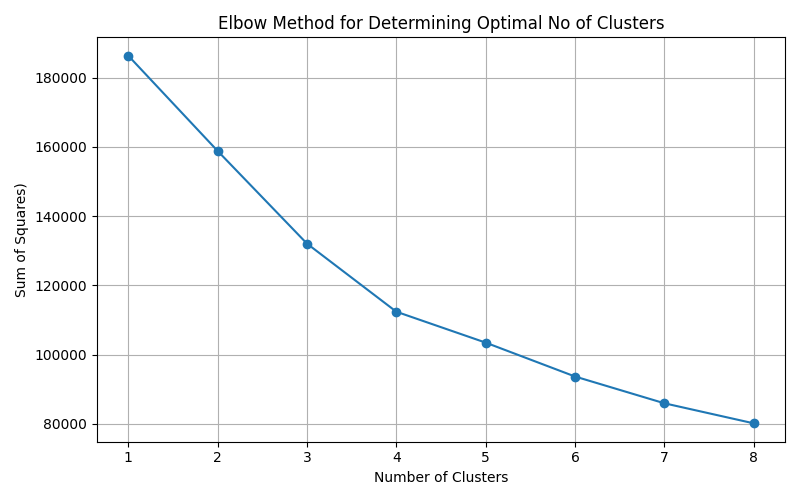 Elbow Method for Determining Optimal No of Clusters
180000
160000
140000
120000
100000
80000
Sum of Squares)
1 2 3 4 5 6 7 8
Number of Clusters